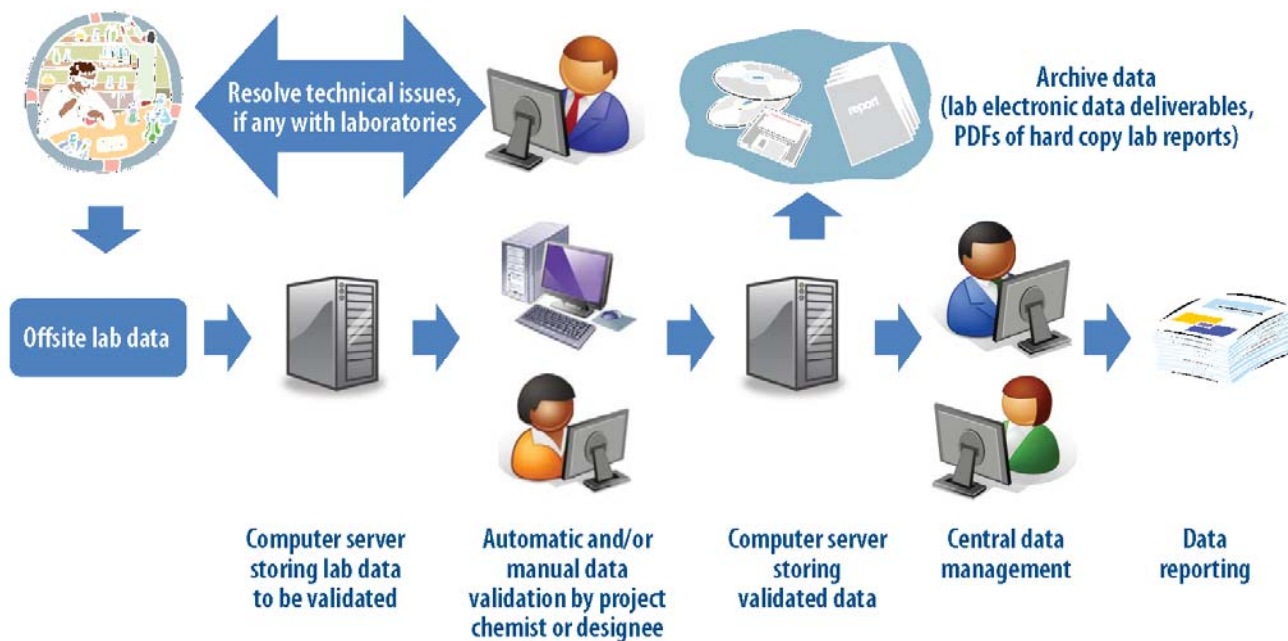 Resolve technical issues,
if any with laboratories
report
Archive data
(lab electronic data deliverables,
PDFs of hard copy lab reports)
Offsite lab data
Computer server
storing lab data
to be validated
Automatic and/or
manual data
validation by project
chemist or designee
Computer server
storing
validated data
Central data
management
Data
reporting